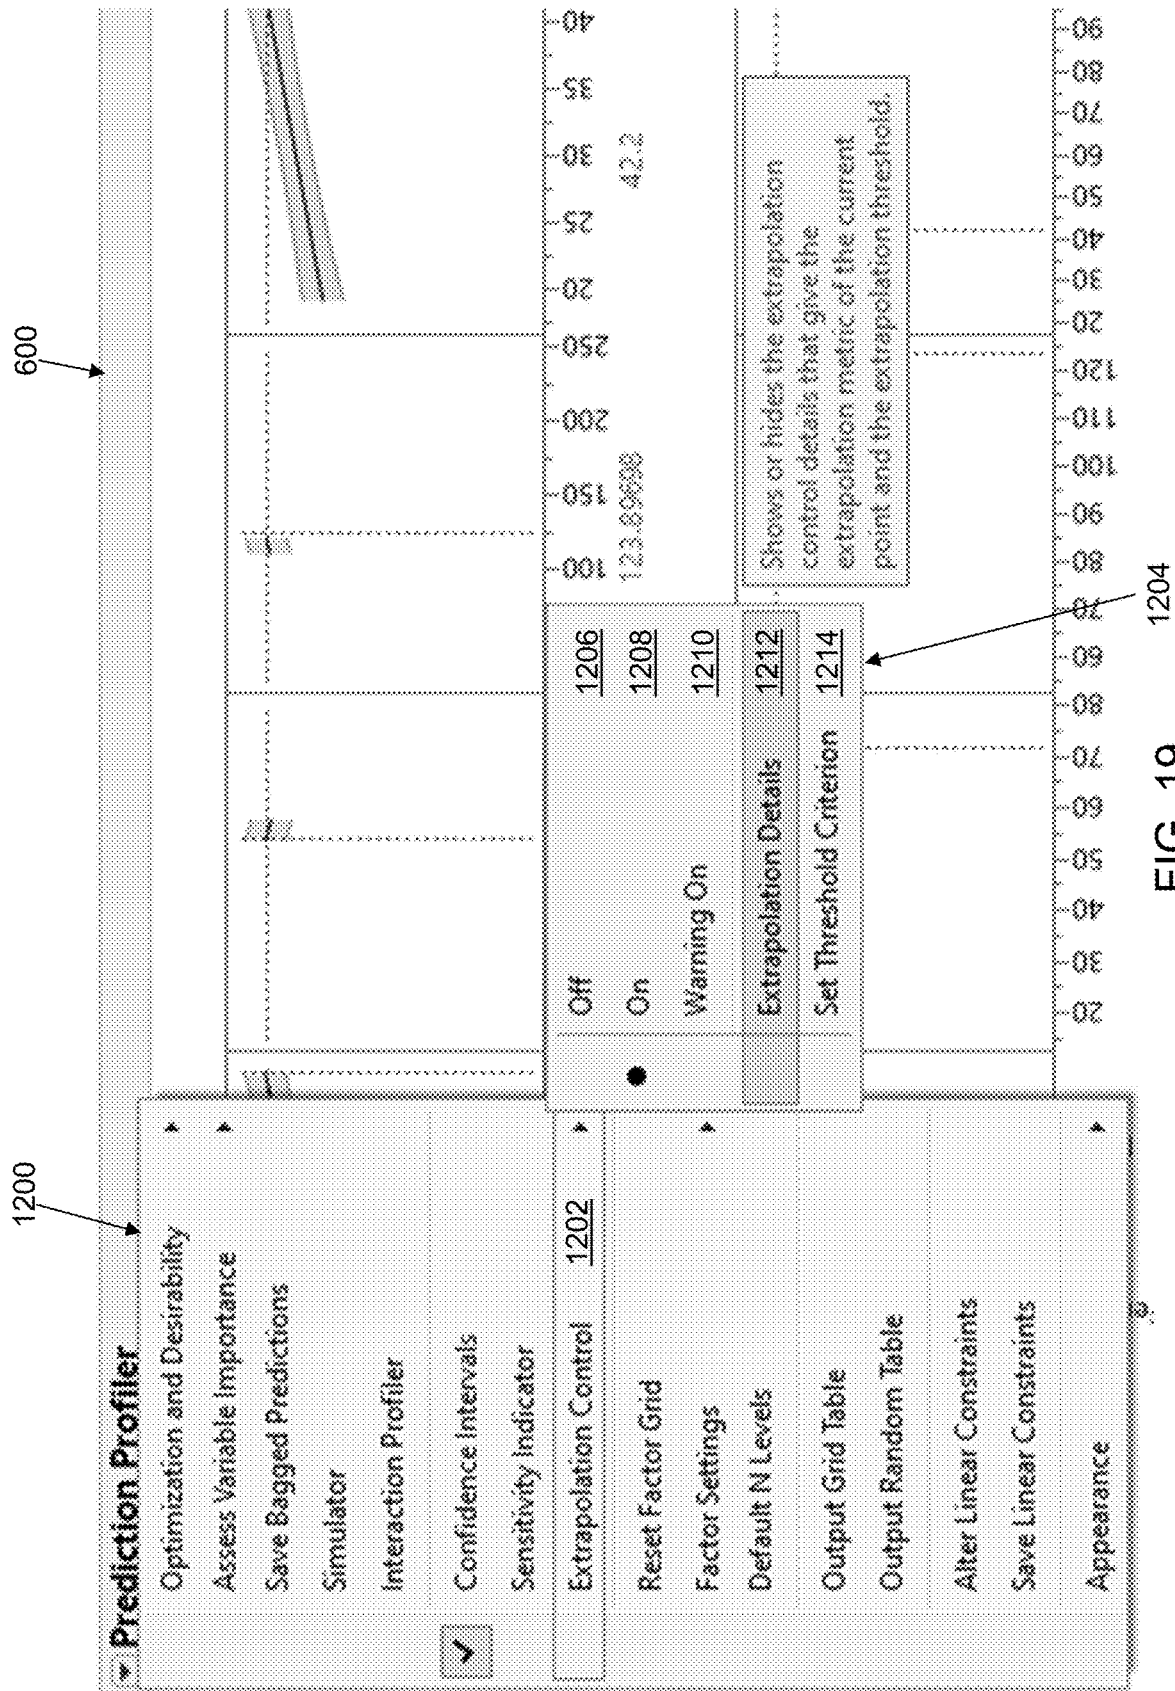 600
1200
Prediction Profiler
Optimization and Desirability
Assess Variable Importance
Save Bagged Predictions
Simulator
Interaction Profiler
Confidence Intervals
Sensitivity Indicator
Extrapolation Control 1202
Reset Factor Grid
Factor Settings
Default N Levels
Output Grid Table
Output Random Table
Alter Linear Constraints
Save Linear Constraints
Appearance
Off 1206
On 1208
Warning On 1210
Extrapolation Details 1212
Set Threshold Criterion 1214
1204
100 150 200 250 20 25 30 35 40
123.89698 42.2
Shows or hides the extrapolation
control details that give the
extrapolation metric of the current
point and the extrapolation threshold.
20 30 40 50 60 70 80 60 70 80 90 100 110 120 20 30 40 50 60 70 80 90
FIG. 19